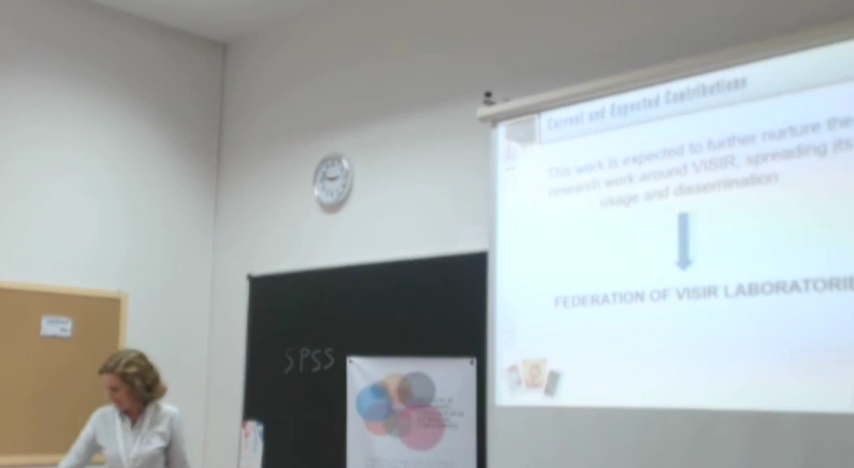 Current and Expected Contributions
This work is expected to further nurture the
research work around VISIR, spreading its
usage and dissemination
FEDERATION OF VISIR LABORATORIE
SPSS